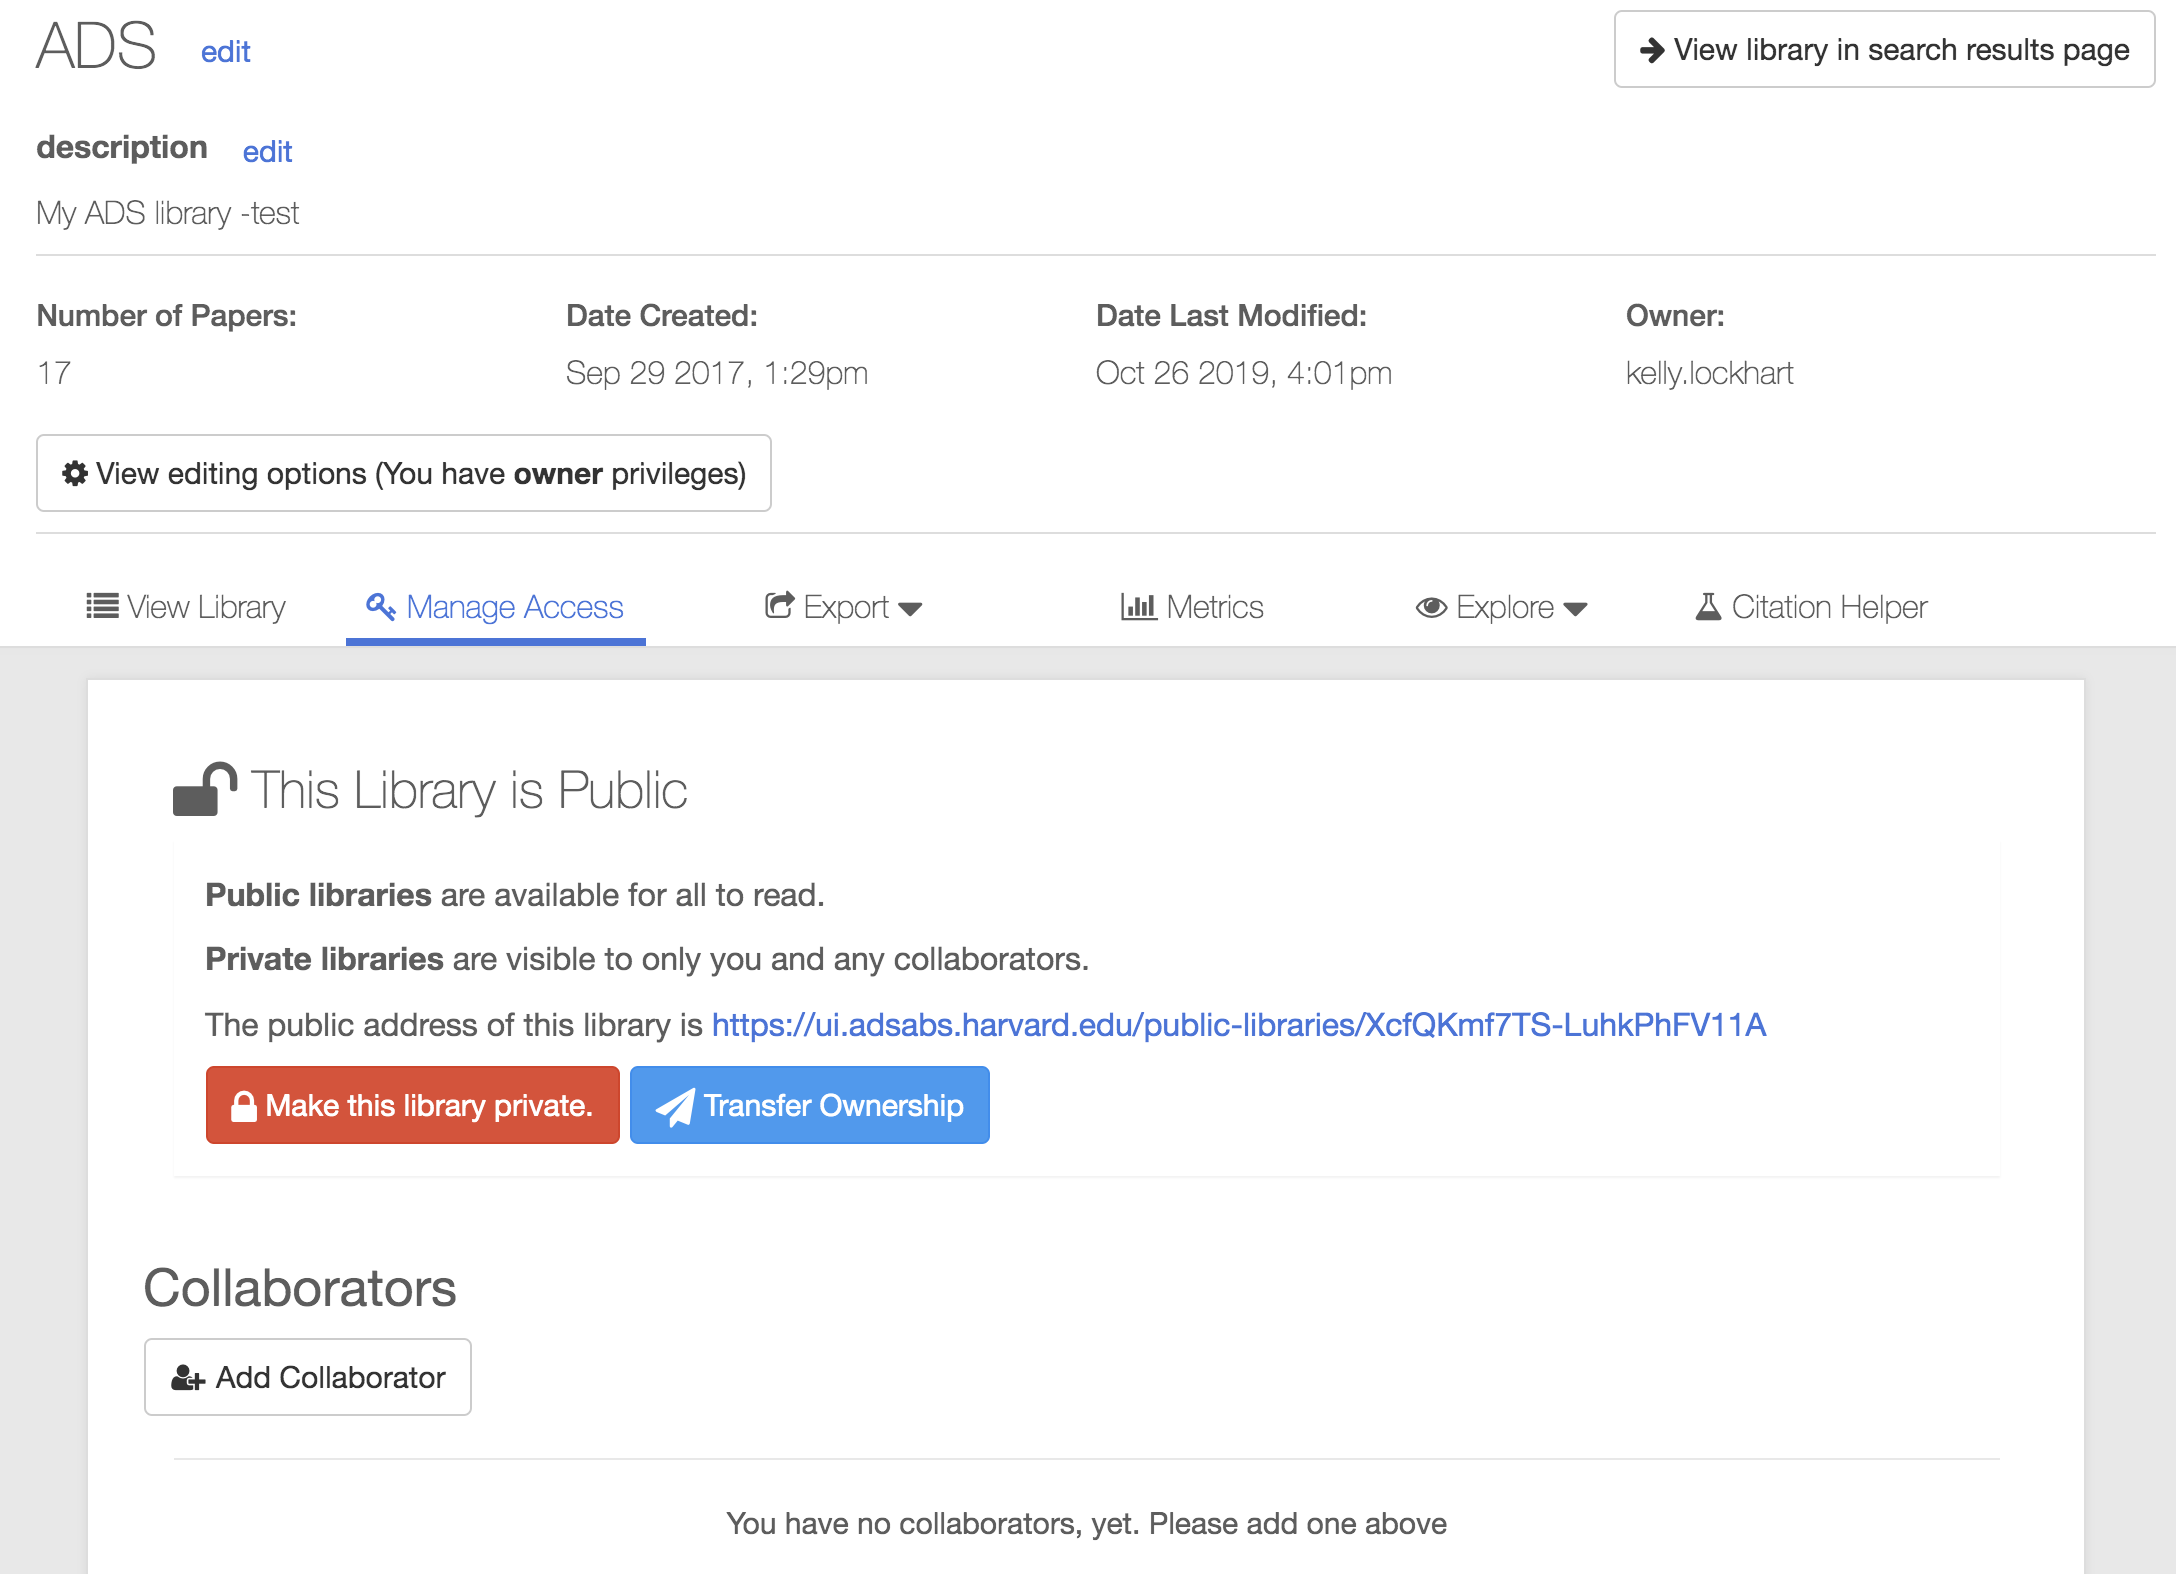 ADS edit
View library in search results page
description edit
My ADS library -test
Number of Papers: Date Created: Date Last Modified: Owner:
17 Sep 29 2017, 1:29pm Oct 26 2019, 4:01pm kelly.lockhart
View editing options (You have owner privileges)
View Library Manage Access Export Metrics Explore Citation Helper
This Library is Public
Public libraries are available for all to read.
Private libraries are visible to only you and any collaborators.
The public address of this library is https://ui.adsabs.harvard.edu/public-libraries/XcfQKmf7TS-LuhkPhFV11A
Make this library private. Transfer Ownership
Collaborators
Add Collaborator
You have no collaborators, yet. Please add one above